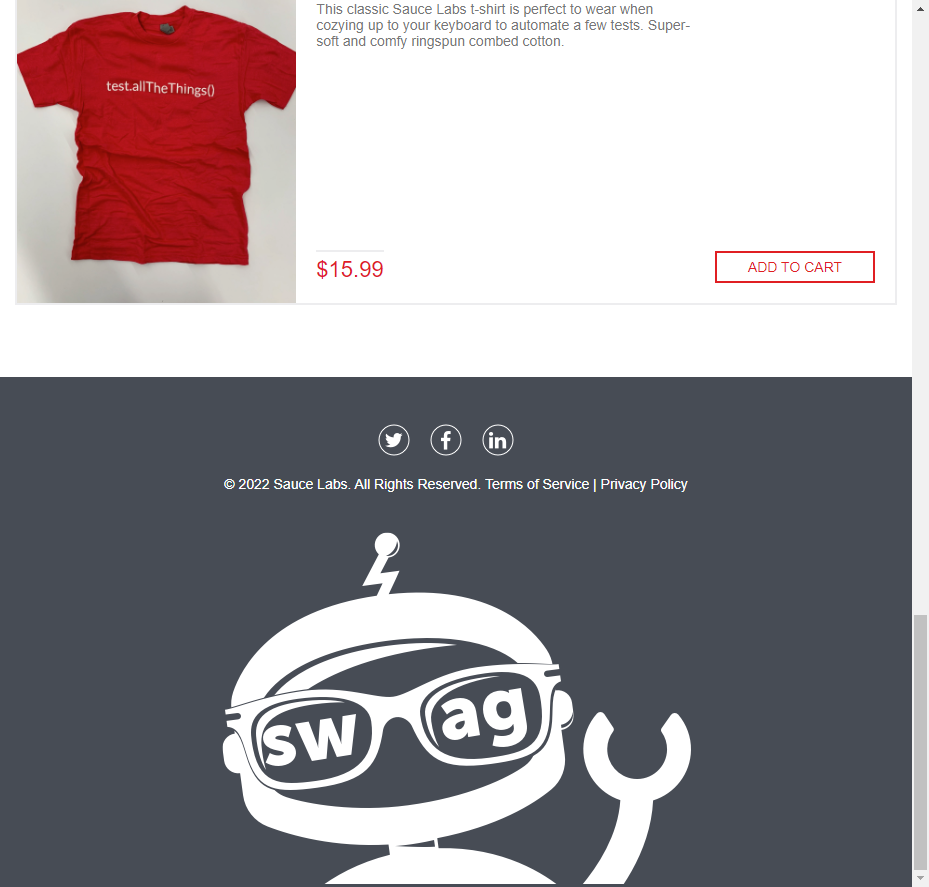 This classic Sauce Labs t-shirt is perfect to wear when
cozying up to your keyboard to automate a few tests. Super-
soft and comfy ringspun combed cotton.
test.allTheThings()
$15.99
ADD TO CART
© 2022 Sauce Labs. All Rights Reserved. Terms of Service | Privacy Policy
swag